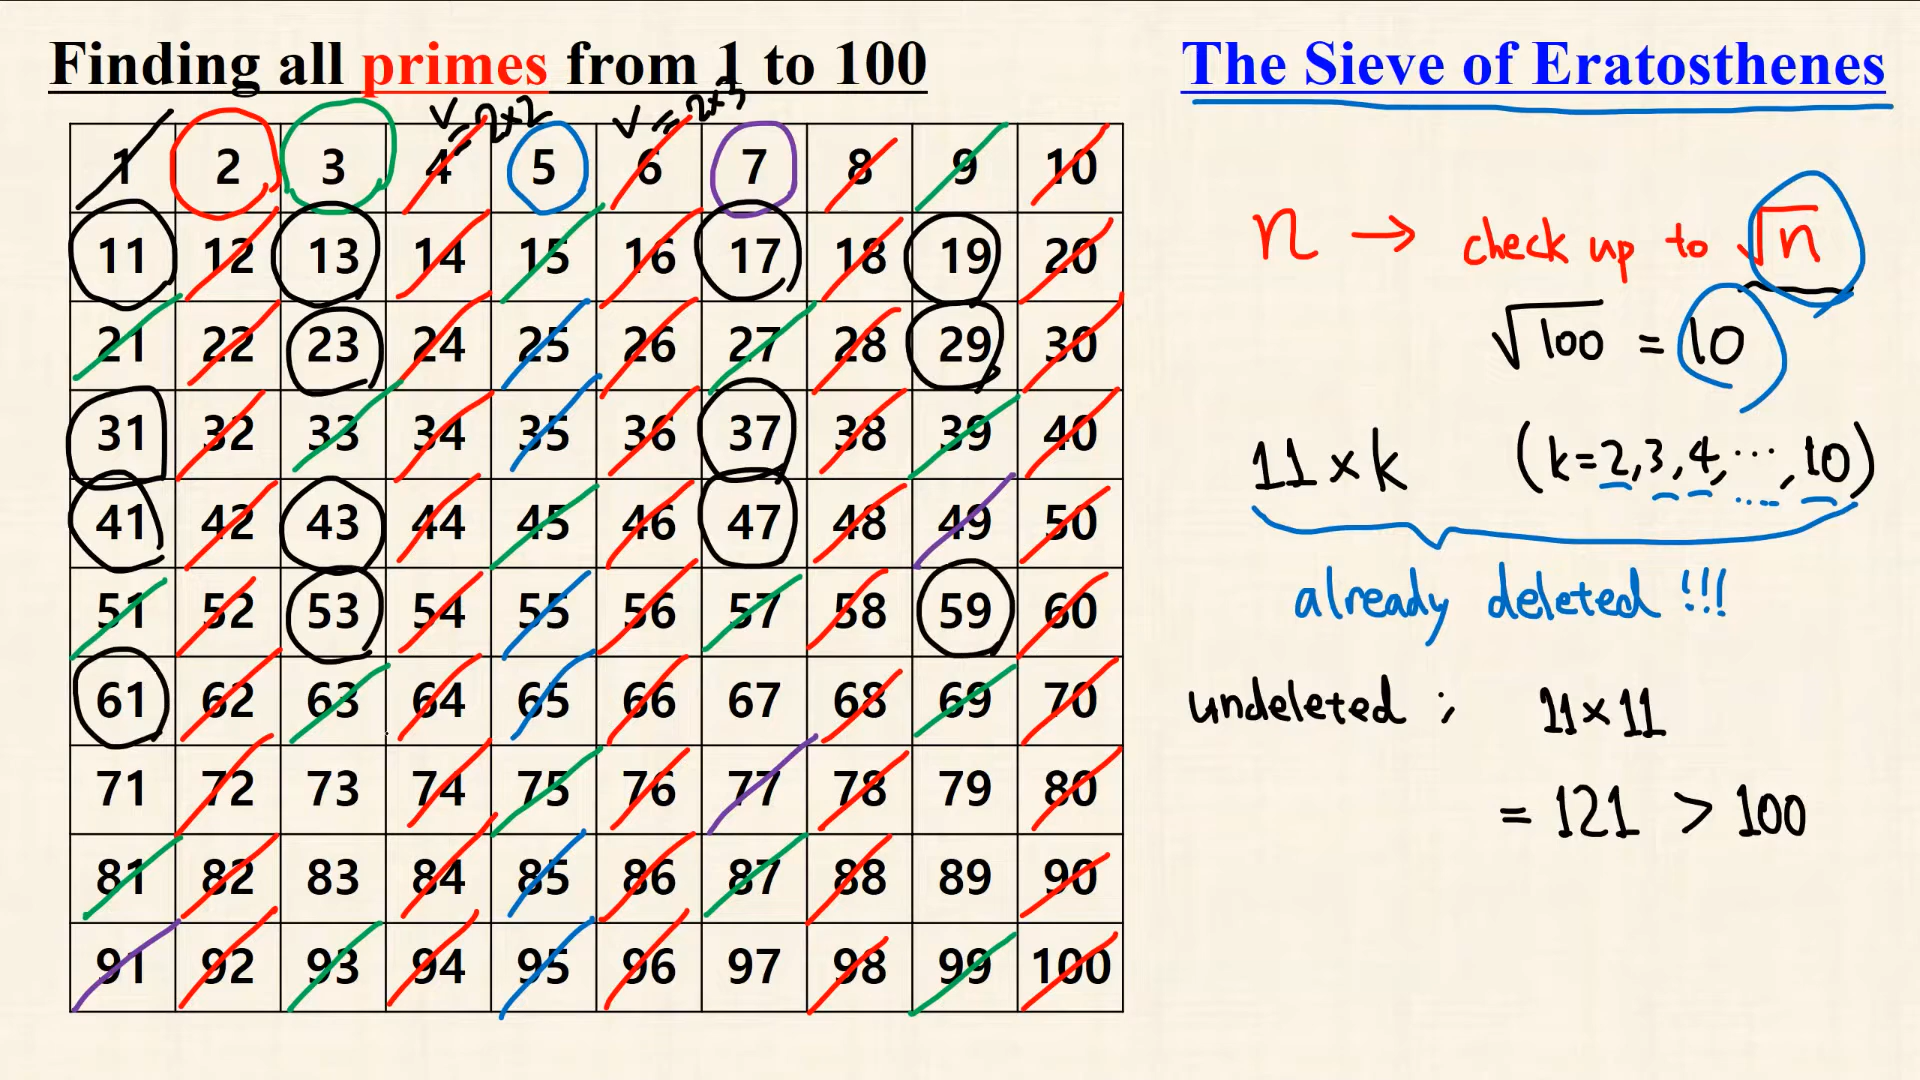 Finding all primes from 1 to 100
The Sieve of Eratosthenes
= 2×2
= 2×3
1 2 3 4 5 6 7 8 9 10
11 12 13 14 15 16 17 18 19 20
21 22 23 24 25 26 27 28 29 30
31 32 33 34 35 36 37 38 39 40
41 42 43 44 45 46 47 48 49 50
51 52 53 54 55 56 57 58 59 60
61 62 63 64 65 66 67 68 69 70
71 72 73 74 75 76 77 78 79 80
81 82 83 84 85 86 87 88 89 90
91 92 93 94 95 96 97 98 99 100
n → check up to √n
√100 = 10
11 × k (k=2,3,4,⋯,10)
already deleted !!!
undeleted ; 11×11
= 121 > 100